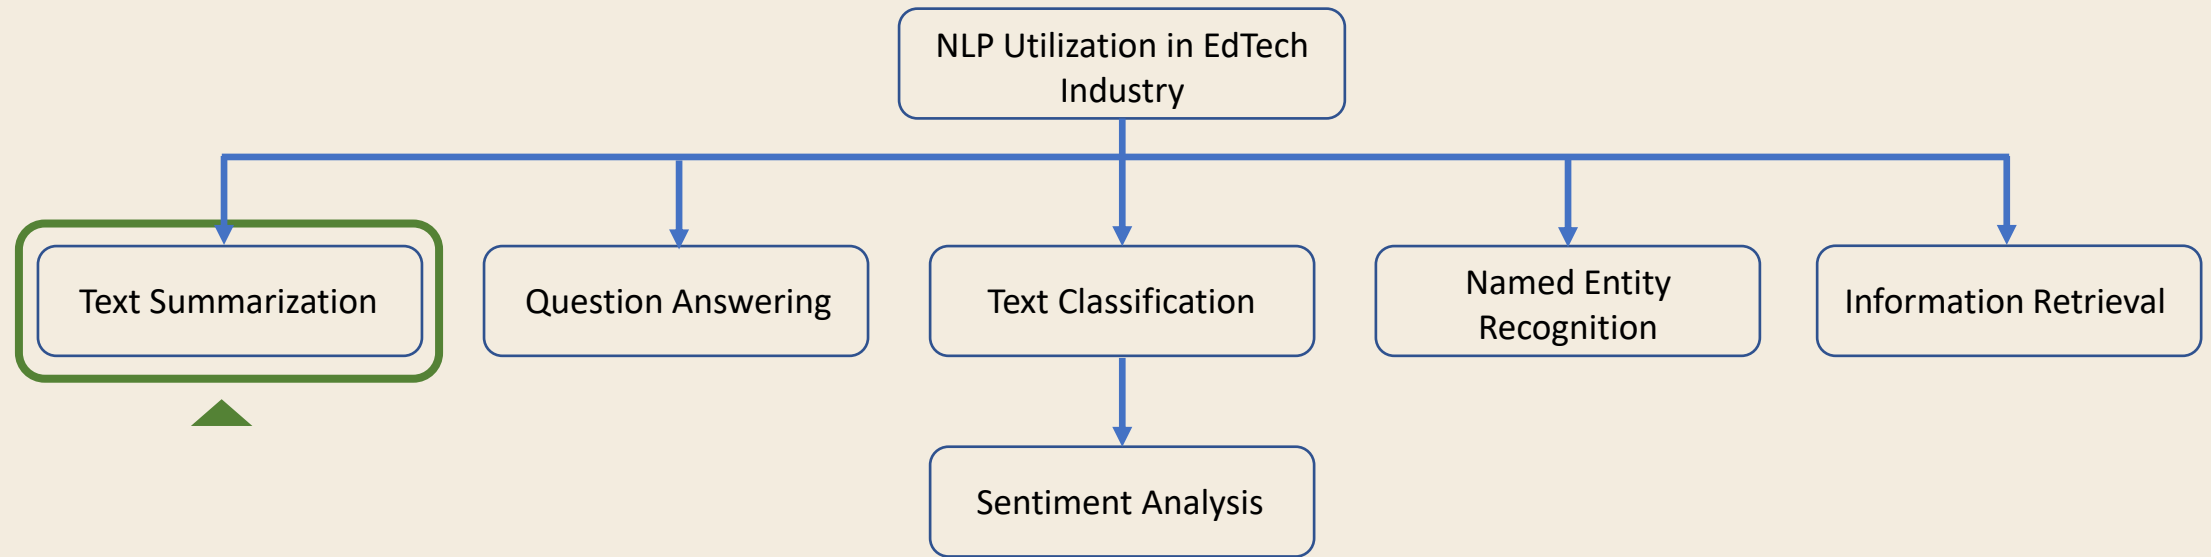 NLP Utilization in EdTech
Industry
Text Summarization
Question Answering
Text Classification
Named Entity
Recognition
Information Retrieval
Sentiment Analysis